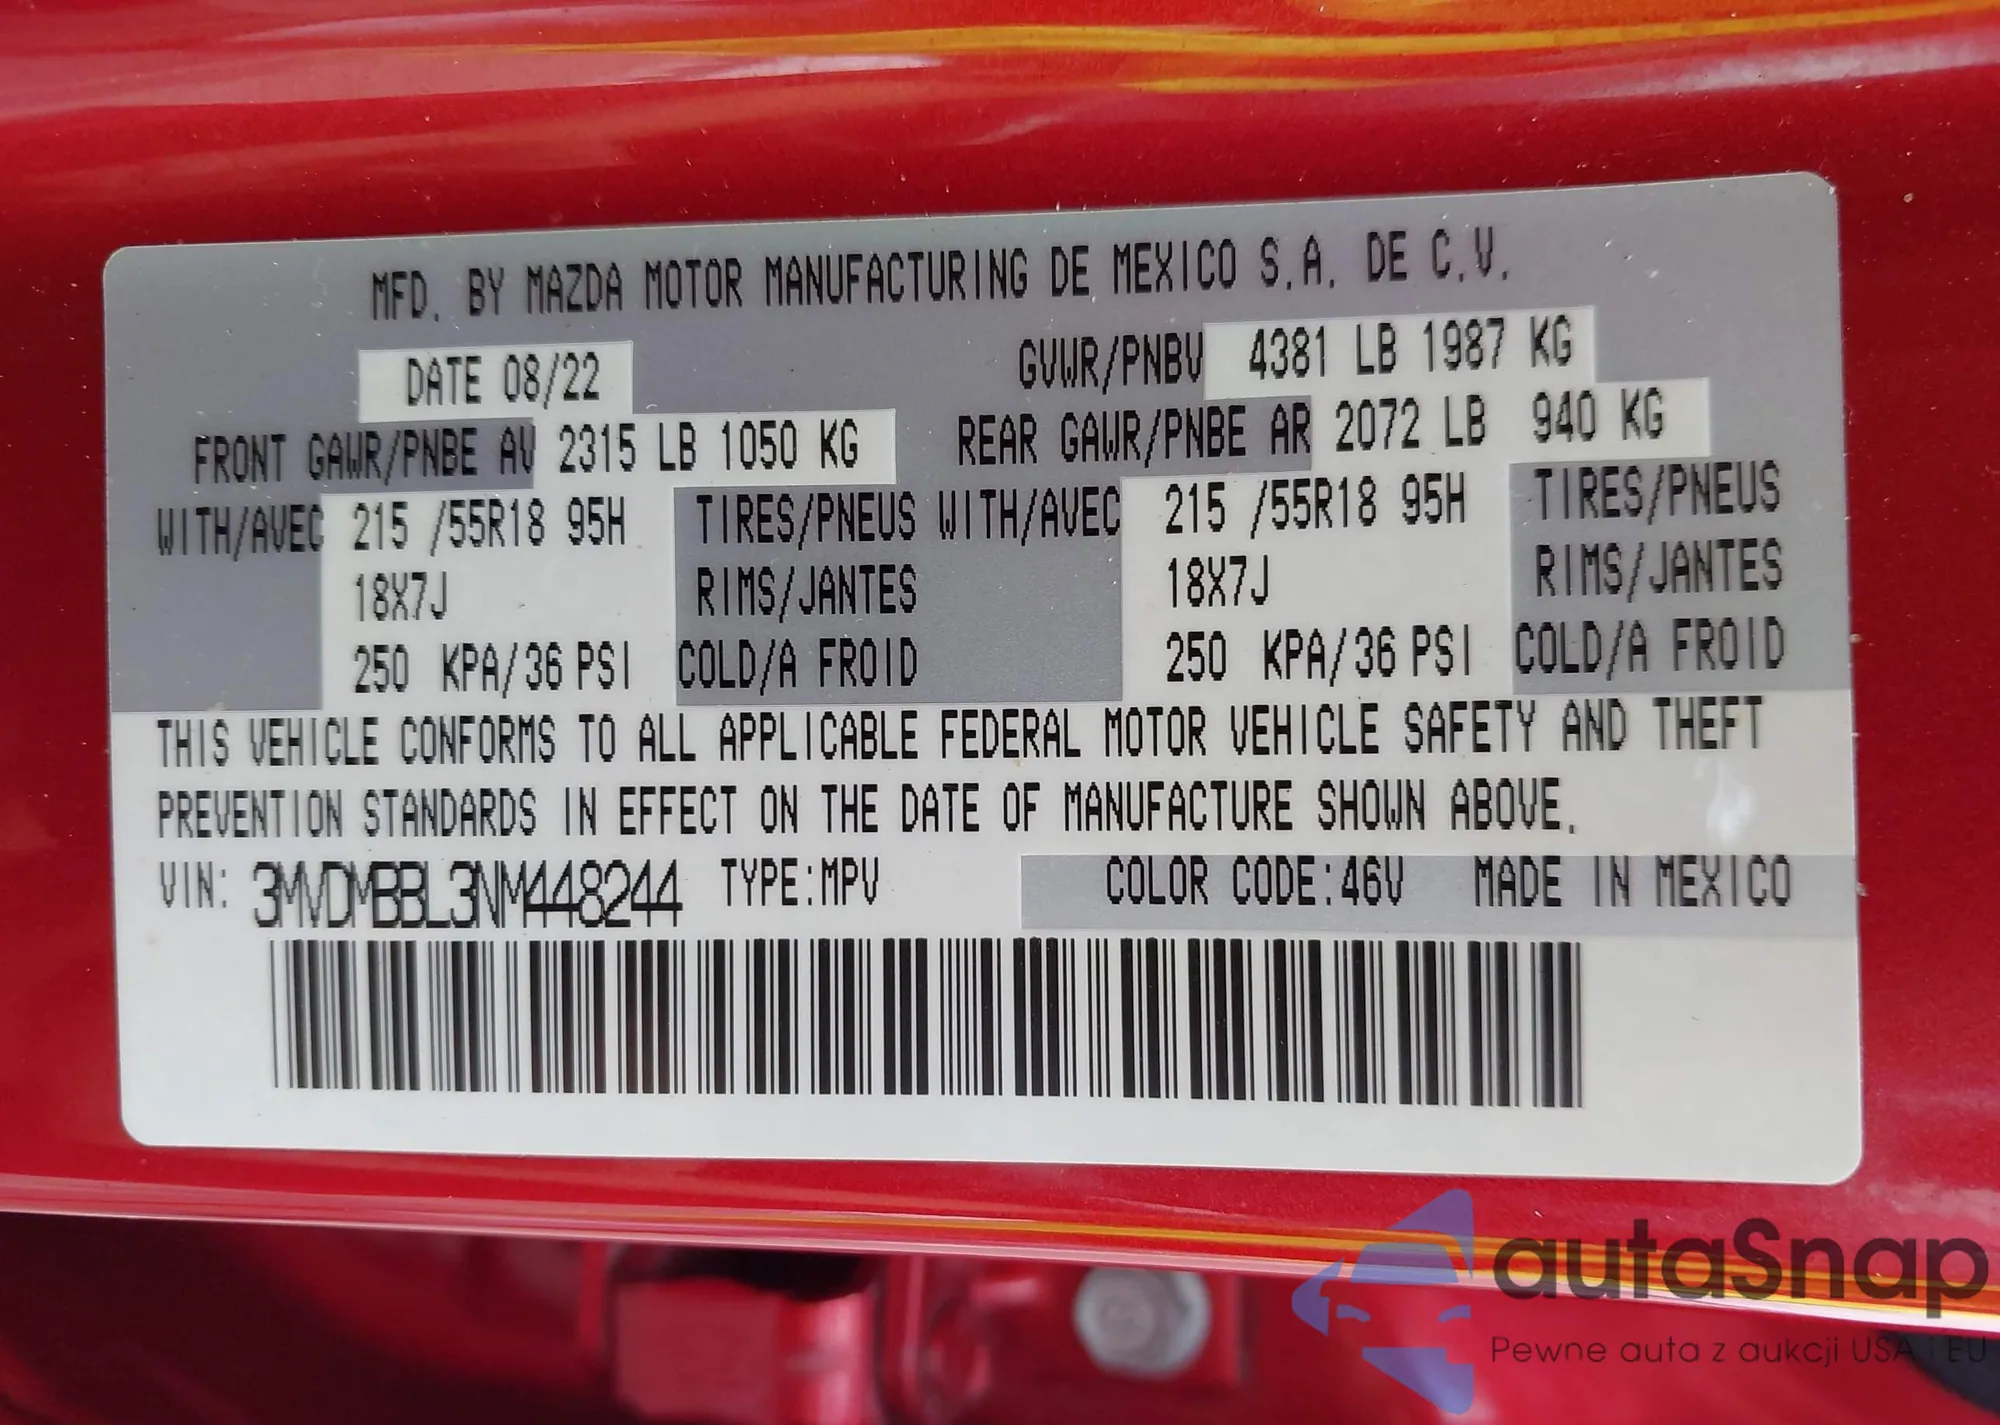 MFD. BY MAZDA MOTOR MANUFACTURING DE MEXICO S.A. DE C.V.
DATE 08/22 GVWR/PNBV 4381 LB 1987 KG
FRONT GAWR/PNBE AV 2315 LB 1050 KG REAR GAWR/PNBE AR 2072 LB 940 KG
WITH/AVEC 215 /55R18 95H TIRES/PNEUS WITH/AVEC 215 /55R18 95H TIRES/PNEUS
18X7J RIMS/JANTES 18X7J RIMS/JANTES
250 KPA/36 PSI COLD/A FROID 250 KPA/36 PSI COLD/A FROID
THIS VEHICLE CONFORMS TO ALL APPLICABLE FEDERAL MOTOR VEHICLE SAFETY AND THEFT
PREVENTION STANDARDS IN EFFECT ON THE DATE OF MANUFACTURE SHOWN ABOVE.
VIN: 3MVDMBBL3NM448244 TYPE:MPV COLOR CODE:46V MADE IN MEXICO
autaSnap
Pewne auta z aukcji USA i EU